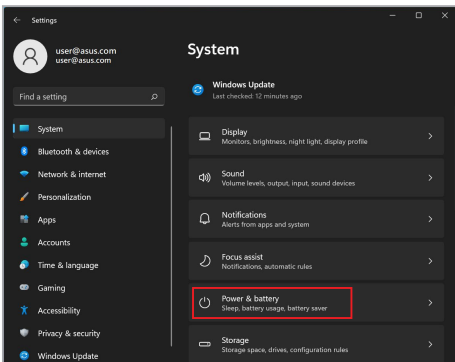 Settings
user@asus.com
user@asus.com
Find a setting
System
Bluetooth & devices
Network & internet
Personalization
Apps
Accounts
Time & language
Gaming
Accessibility
Privacy & security
Windows Update
System
Windows Update
Last checked: 12 minutes ago
Display
Monitors, brightness, night light, display profile
Sound
Volume levels, output, input, sound devices
Notifications
Alerts from apps and system
Focus assist
Notifications, automatic rules
Power & battery
Sleep, battery usage, battery saver
Storage
Storage space, drives, configuration rules